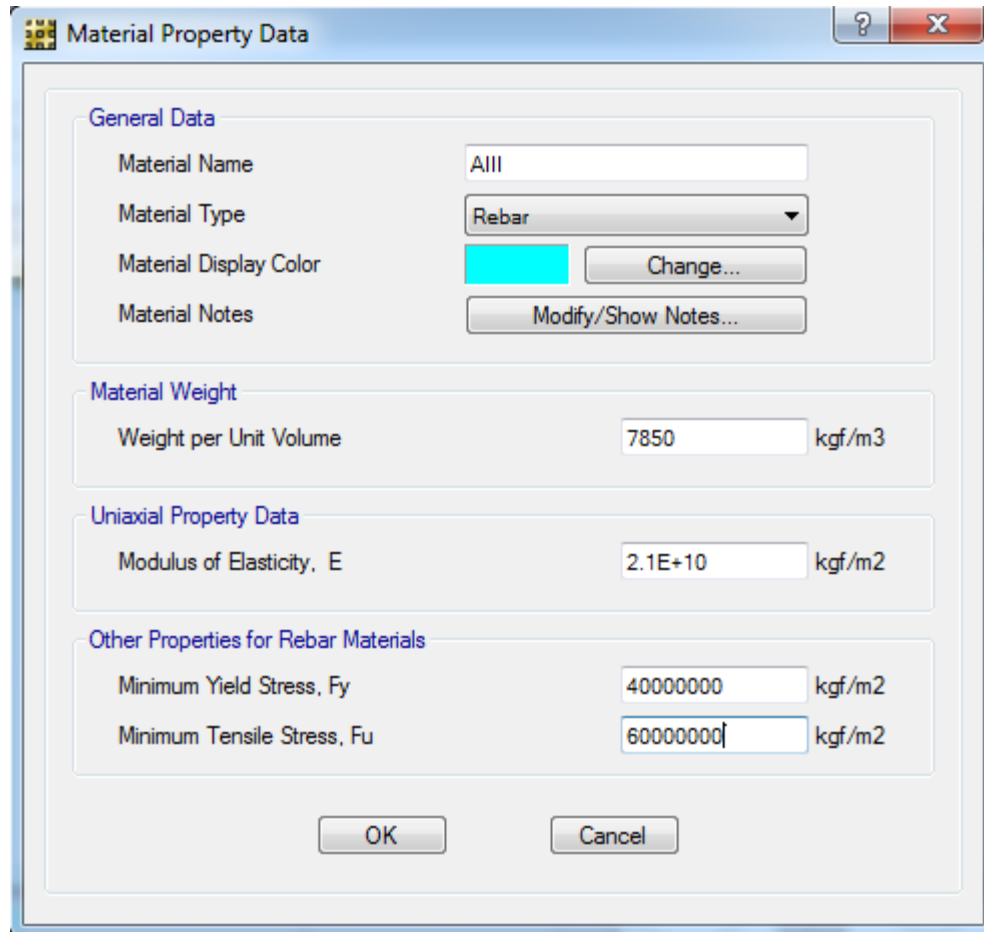 Material Property Data
General Data
Material Name AIII
Material Type Rebar
Material Display Color Change...
Material Notes Modify/Show Notes...
Material Weight
Weight per Unit Volume 7850 kgf/m3
Uniaxial Property Data
Modulus of Elasticity, E 2.1E+10 kgf/m2
Other Properties for Rebar Materials
Minimum Yield Stress, Fy 40000000 kgf/m2
Minimum Tensile Stress, Fu 60000000 kgf/m2
OK Cancel